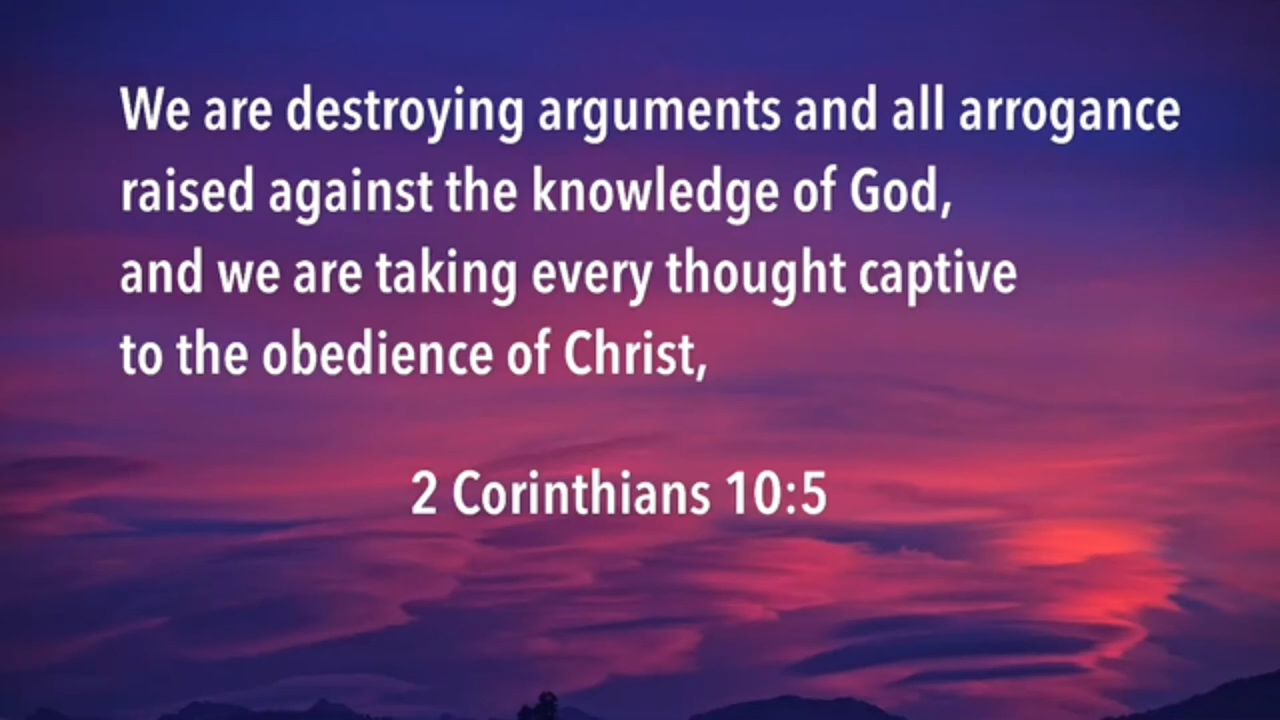 We are destroying arguments and all arrogance
raised against the knowledge of God,
and we are taking every thought captive
to the obedience of Christ,
2 Corinthians 10:5